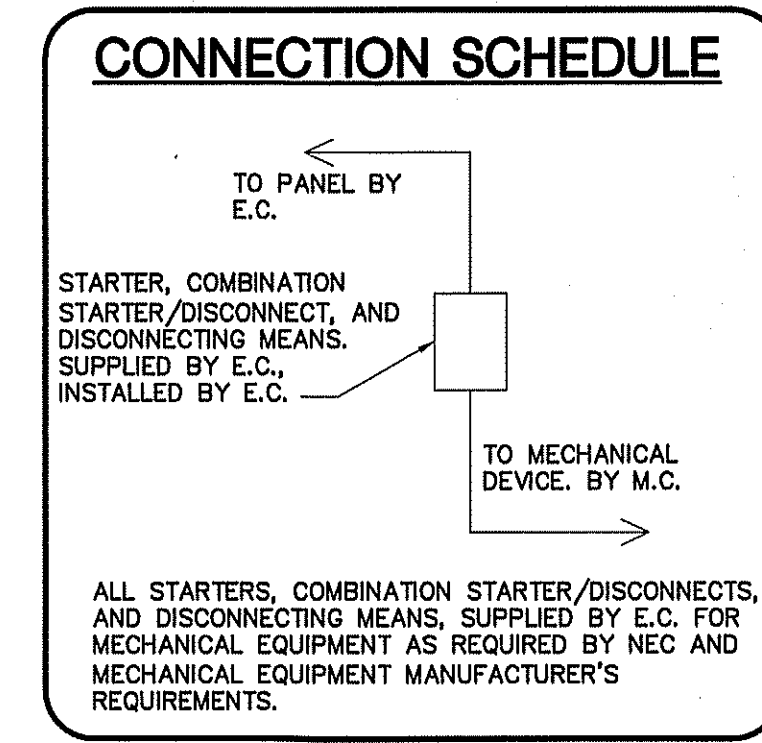 CONNECTION SCHEDULE
TO PANEL BY
E.C.
STARTER, COMBINATION
STARTER/DISCONNECT, AND
DISCONNECTING MEANS.
SUPPLIED BY E.C.,
INSTALLED BY E.C.
TO MECHANICAL
DEVICE. BY M.C.
ALL STARTERS, COMBINATION STARTER/DISCONNECTS,
AND DISCONNECTING MEANS, SUPPLIED BY E.C. FOR
MECHANICAL EQUIPMENT AS REQUIRED BY NEC AND
MECHANICAL EQUIPMENT MANUFACTURER'S
REQUIREMENTS.